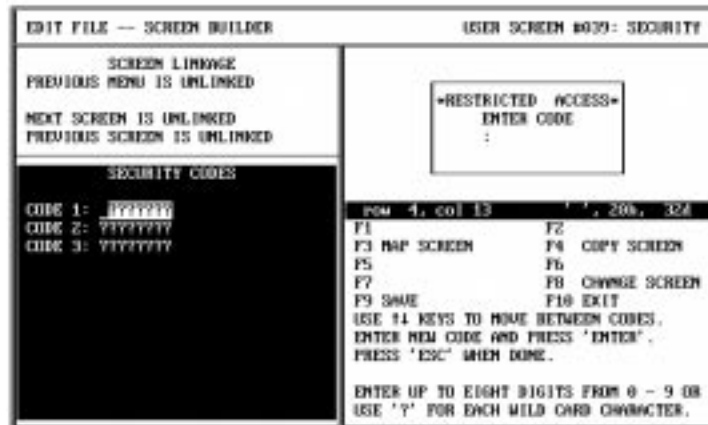 EDIT FILE -- SCREEN BUILDER
USER SCREEN #039: SECURITY
SCREEN LINKAGE
PREVIOUS MENU IS UNLINKED
NEXT SCREEN IS UNLINKED
PREVIOUS SCREEN IS UNLINKED
SECURITY CODES
CODE 1: ????????
CODE 2: ????????
CODE 3: ????????
*RESTRICTED ACCESS*
ENTER CODE
:
row 4, col 13 ' ', 20h, 32d
F1 F2
F3 MAP SCREEN F4 COPY SCREEN
F5 F6
F7 F8 CHANGE SCREEN
F9 SAVE F10 EXIT
USE ↑↓ KEYS TO MOVE BETWEEN CODES.
ENTER NEW CODE AND PRESS 'ENTER'.
PRESS 'ESC' WHEN DONE.
ENTER UP TO EIGHT DIGITS FROM 0 - 9 OR
USE '?' FOR EACH WILD CARD CHARACTER.